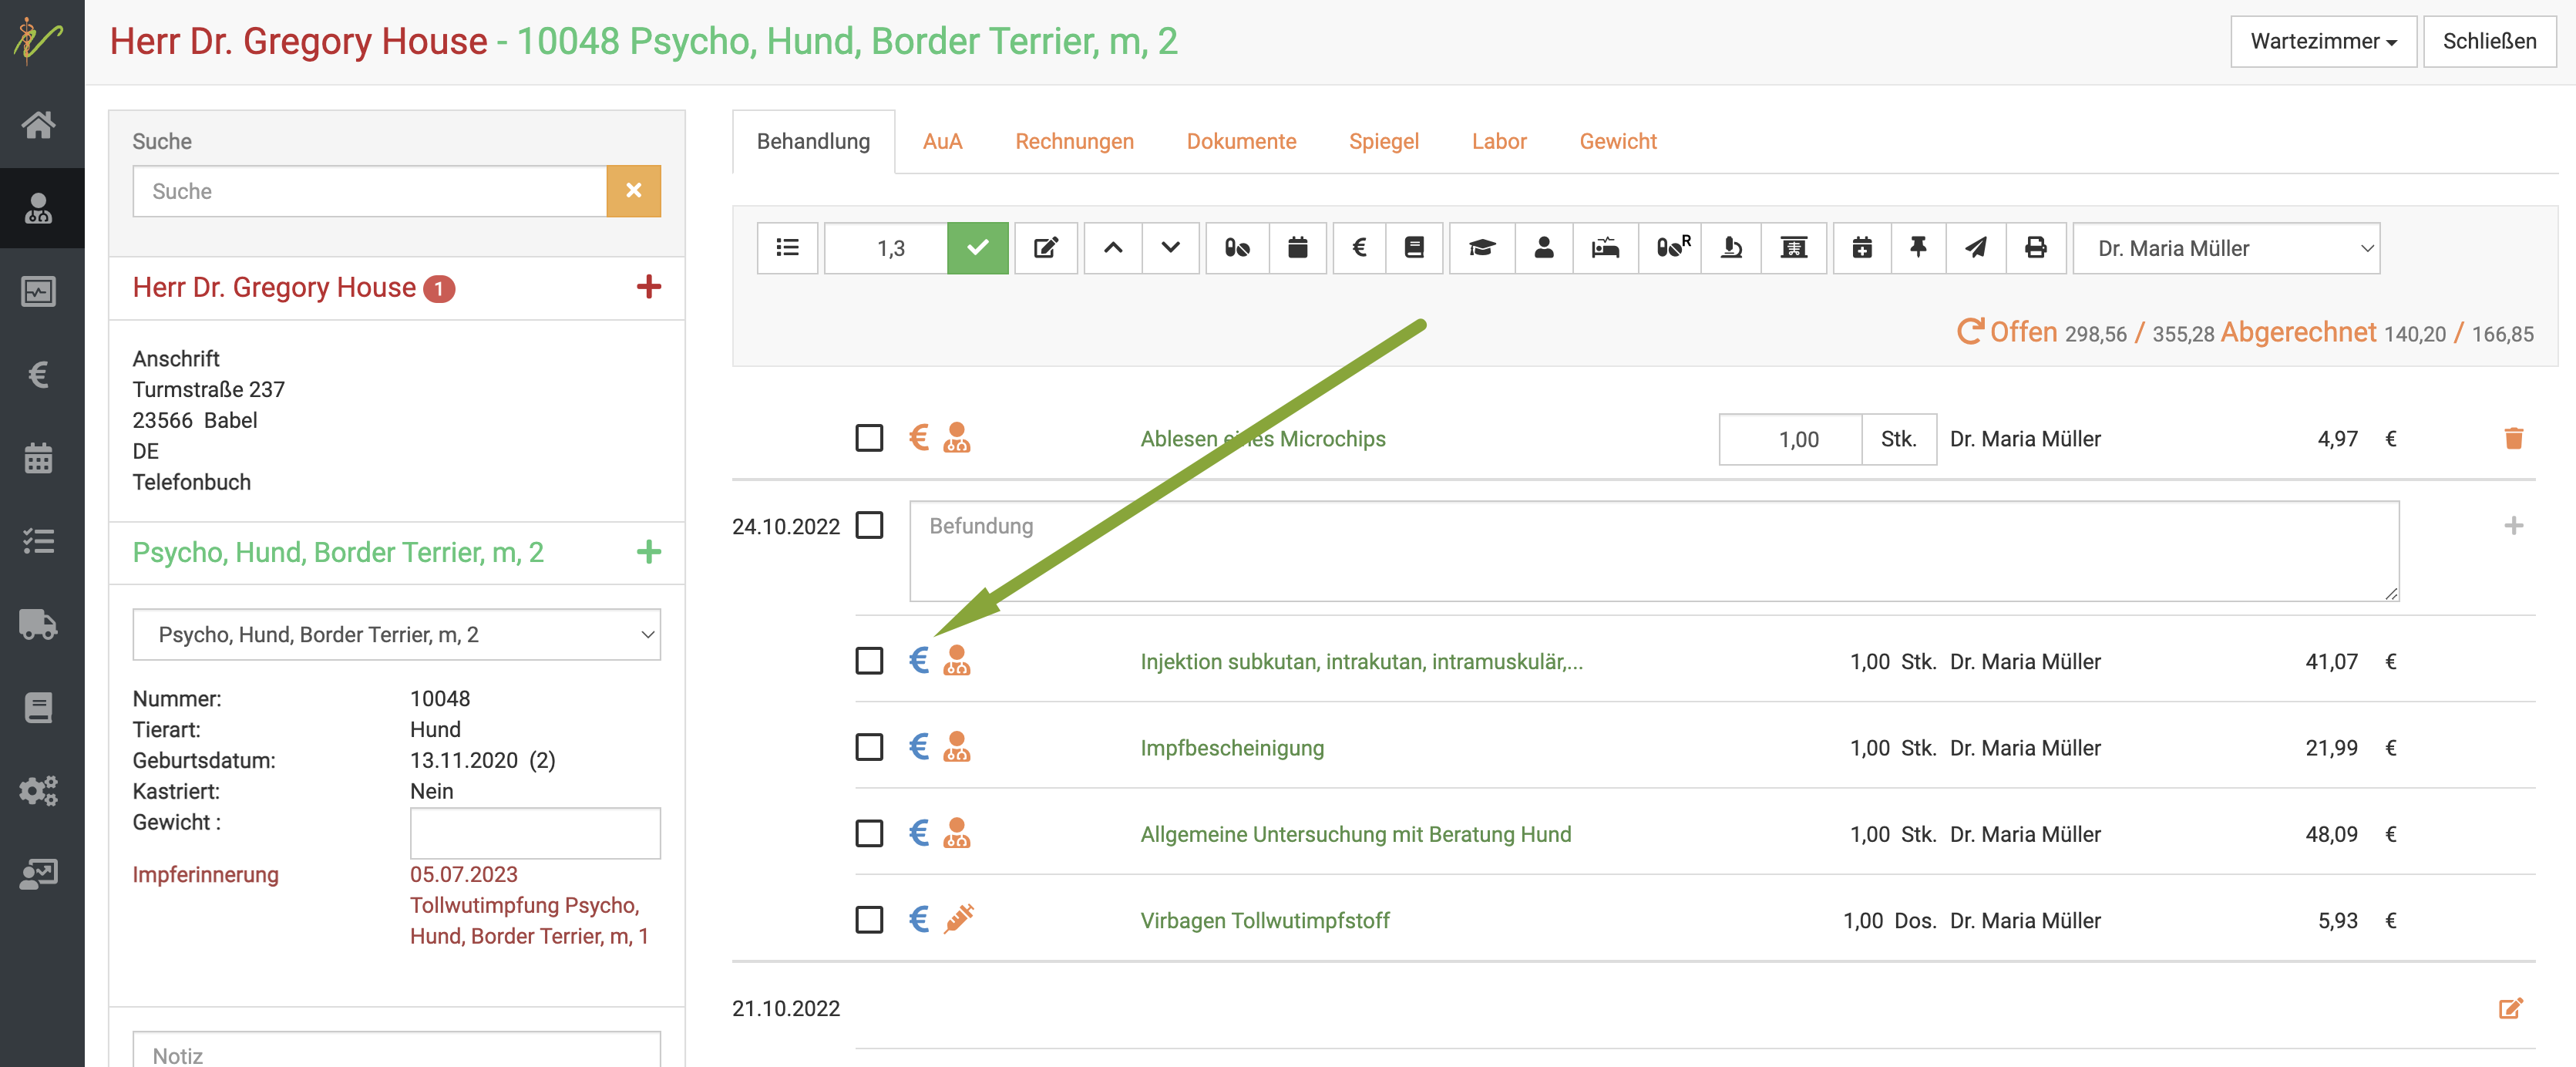 Herr Dr. Gregory House - 10048 Psycho, Hund, Border Terrier, m, 2
Wartezimmer
Schließen
Suche
Suche
Herr Dr. Gregory House 1
Anschrift
Turmstraße 237
23566 Babel
DE
Telefonbuch
Psycho, Hund, Border Terrier, m, 2
Psycho, Hund, Border Terrier, m, 2
Nummer: 10048
Tierart: Hund
Geburtsdatum: 13.11.2020 (2)
Kastriert: Nein
Gewicht :
Impferinnerung 05.07.2023
Tollwutimpfung Psycho,
Hund, Border Terrier, m, 1
Notiz
Behandlung AuA Rechnungen Dokumente Spiegel Labor Gewicht
1,3 € R Dr. Maria Müller
Offen 298,56 / 355,28 Abgerechnet 140,20 / 166,85
€ Ablesen eines Microchips 1,00 Stk. Dr. Maria Müller 4,97 €
24.10.2022 Befundung
€ Injektion subkutan, intrakutan, intramuskulär,... 1,00 Stk. Dr. Maria Müller 41,07 €
€ Impfbescheinigung 1,00 Stk. Dr. Maria Müller 21,99 €
€ Allgemeine Untersuchung mit Beratung Hund 1,00 Stk. Dr. Maria Müller 48,09 €
€ Virbagen Tollwutimpfstoff 1,00 Dos. Dr. Maria Müller 5,93 €
21.10.2022